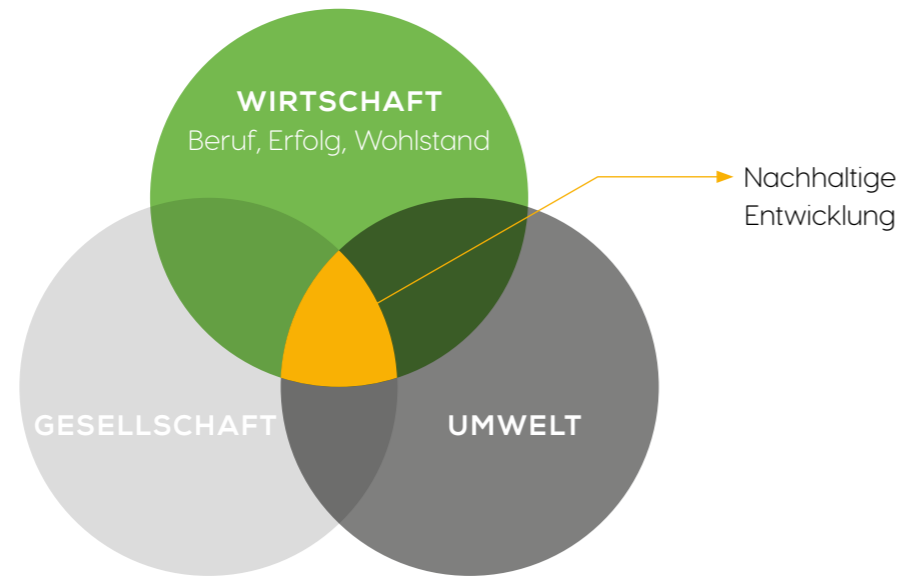 WIRTSCHAFT
Beruf, Erfolg, Wohlstand
Nachhaltige
Entwicklung
GESELLSCHAFT
UMWELT